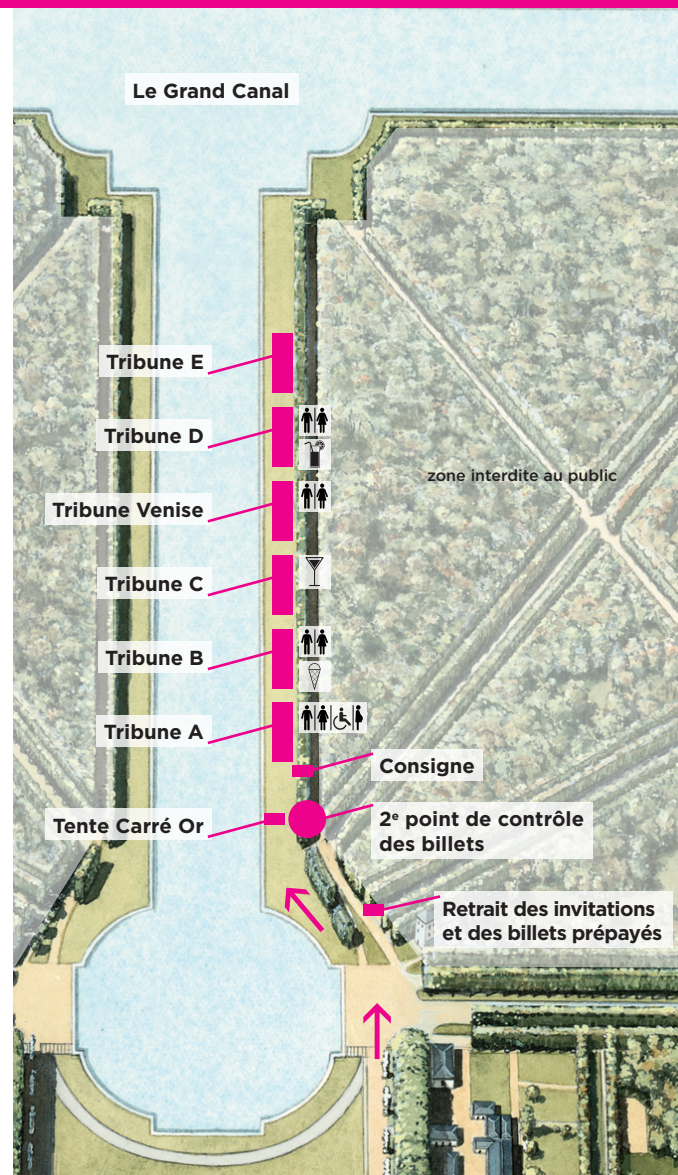 Le Grand Canal
Tribune E
Tribune D
zone interdite au public
Tribune Venise
Tribune C
Tribune B
Tribune A
Consigne
Tente Carré Or
2e point de contrôle
des billets
Retrait des invitations
et des billets prépayés